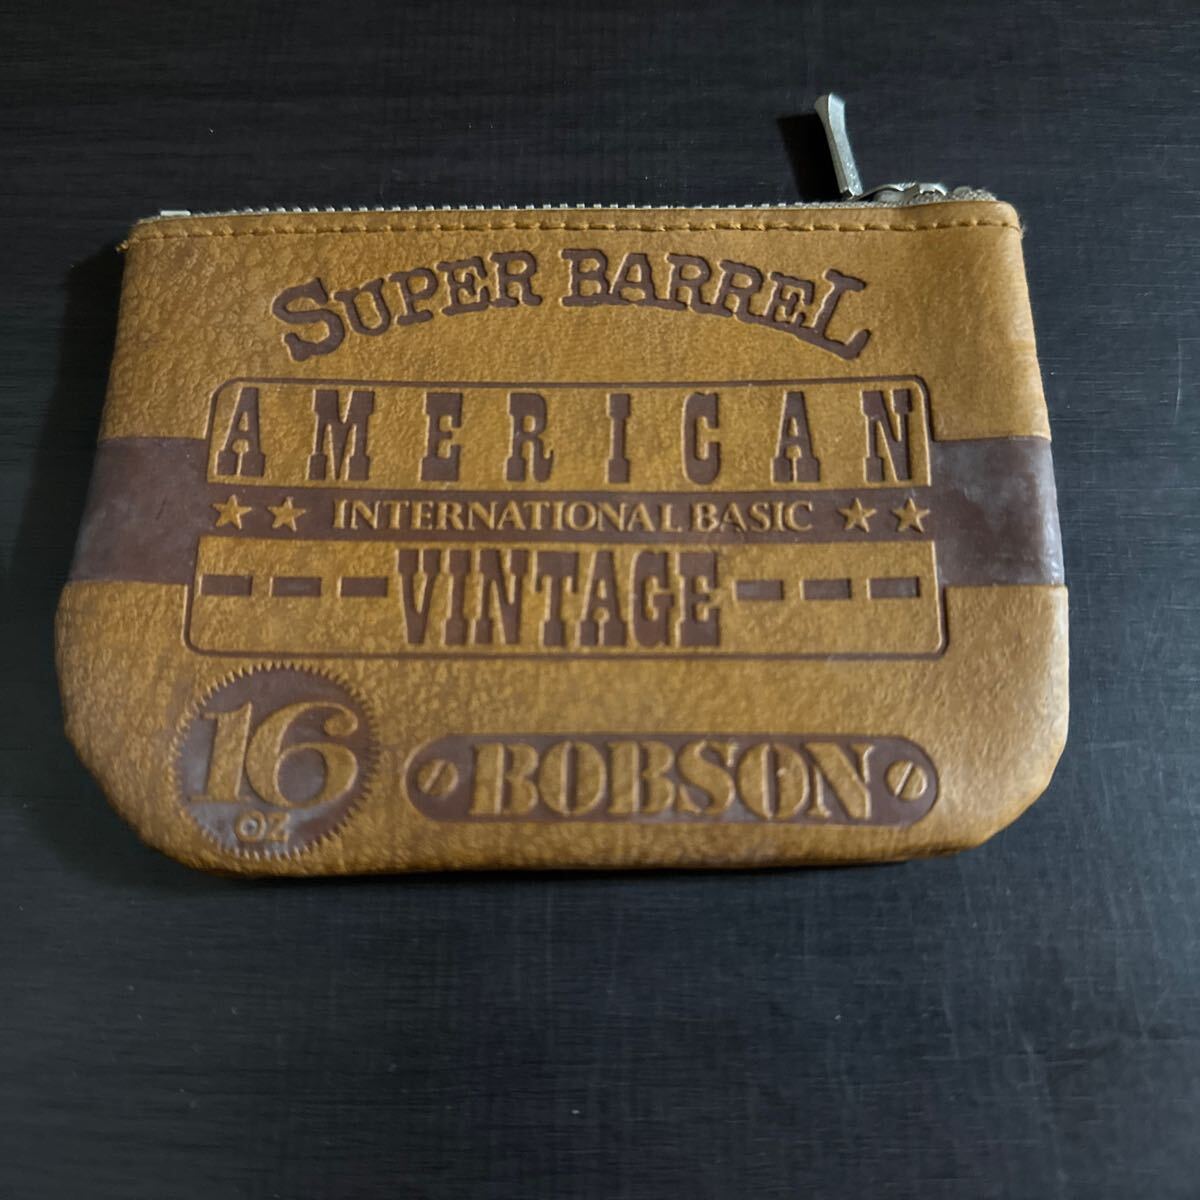 SUPER BARREL
AMERICAN
★★ INTERNATIONAL BASIC ★★
---VINTAGE---
16
OZ
BOBSON